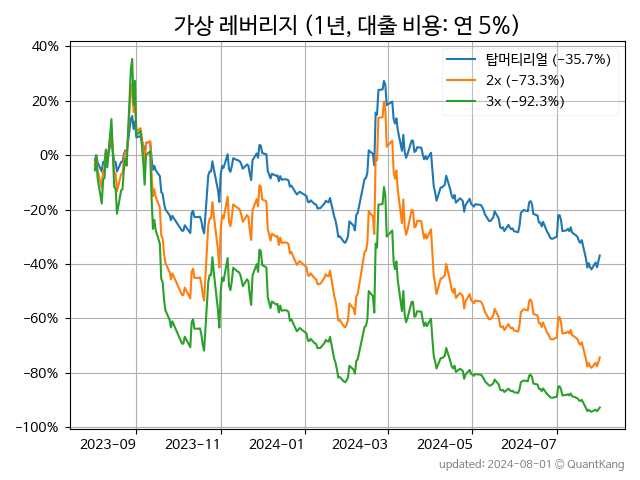 가상 레버리지 (1년, 대출 비용: 연 5%)
탑머티리얼 (−35.7%)
2x (−73.3%)
3x (−92.3%)
40%
20%
0%
−20%
−40%
−60%
−80%
−100%
2023-09
2023-11
2024-01
2024-03
2024-05
2024-07
updated: 2024-08-01 © QuantKang